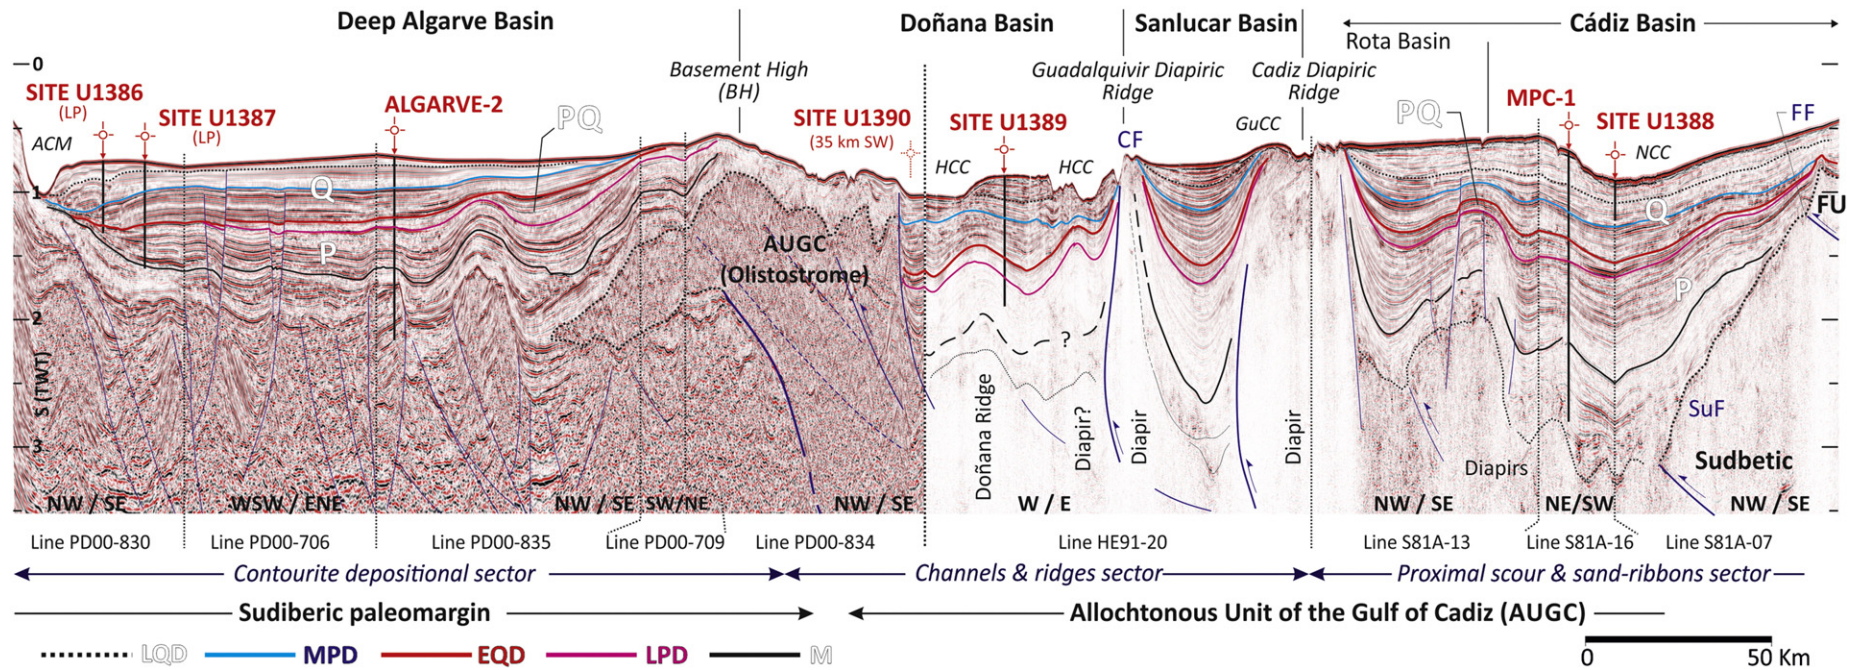 Deep Algarve Basin
Doñana Basin
Sanlucar Basin
Cádiz Basin
Rota Basin
0
Basement High
(BH)
Guadalquivir Diapiric
Ridge
Cadiz Diapiric
Ridge
SITE U1386
(LP)
SITE U1387
(LP)
ALGARVE-2
PQ
SITE U1390
(35 km SW)
SITE U1389
CF
GuCC
PQ
MPC-1
SITE U1388
FF
ACM
HCC
HCC
NCC
1
Q
Q
FU
P
AUGC
(Olistostrome)
P
2
?
S (TWT)
Doñana Ridge
Diapir?
Diapir
Diapir
SuF
3
Diapirs
Sudbetic
NW / SE
WSW / ENE
NW / SE
SW/NE
NW / SE
W / E
NW / SE
NE/SW
NW / SE
Line PD00-830
Line PD00-706
Line PD00-835
Line PD00-709
Line PD00-834
Line HE91-20
Line S81A-13
Line S81A-16
Line S81A-07
Contourite depositional sector
Channels & ridges sector
Proximal scour & sand-ribbons sector
Sudiberic paleomargin
Allochtonous Unit of the Gulf of Cadiz (AUGC)
LQD
MPD
EQD
LPD
M
0
50 Km